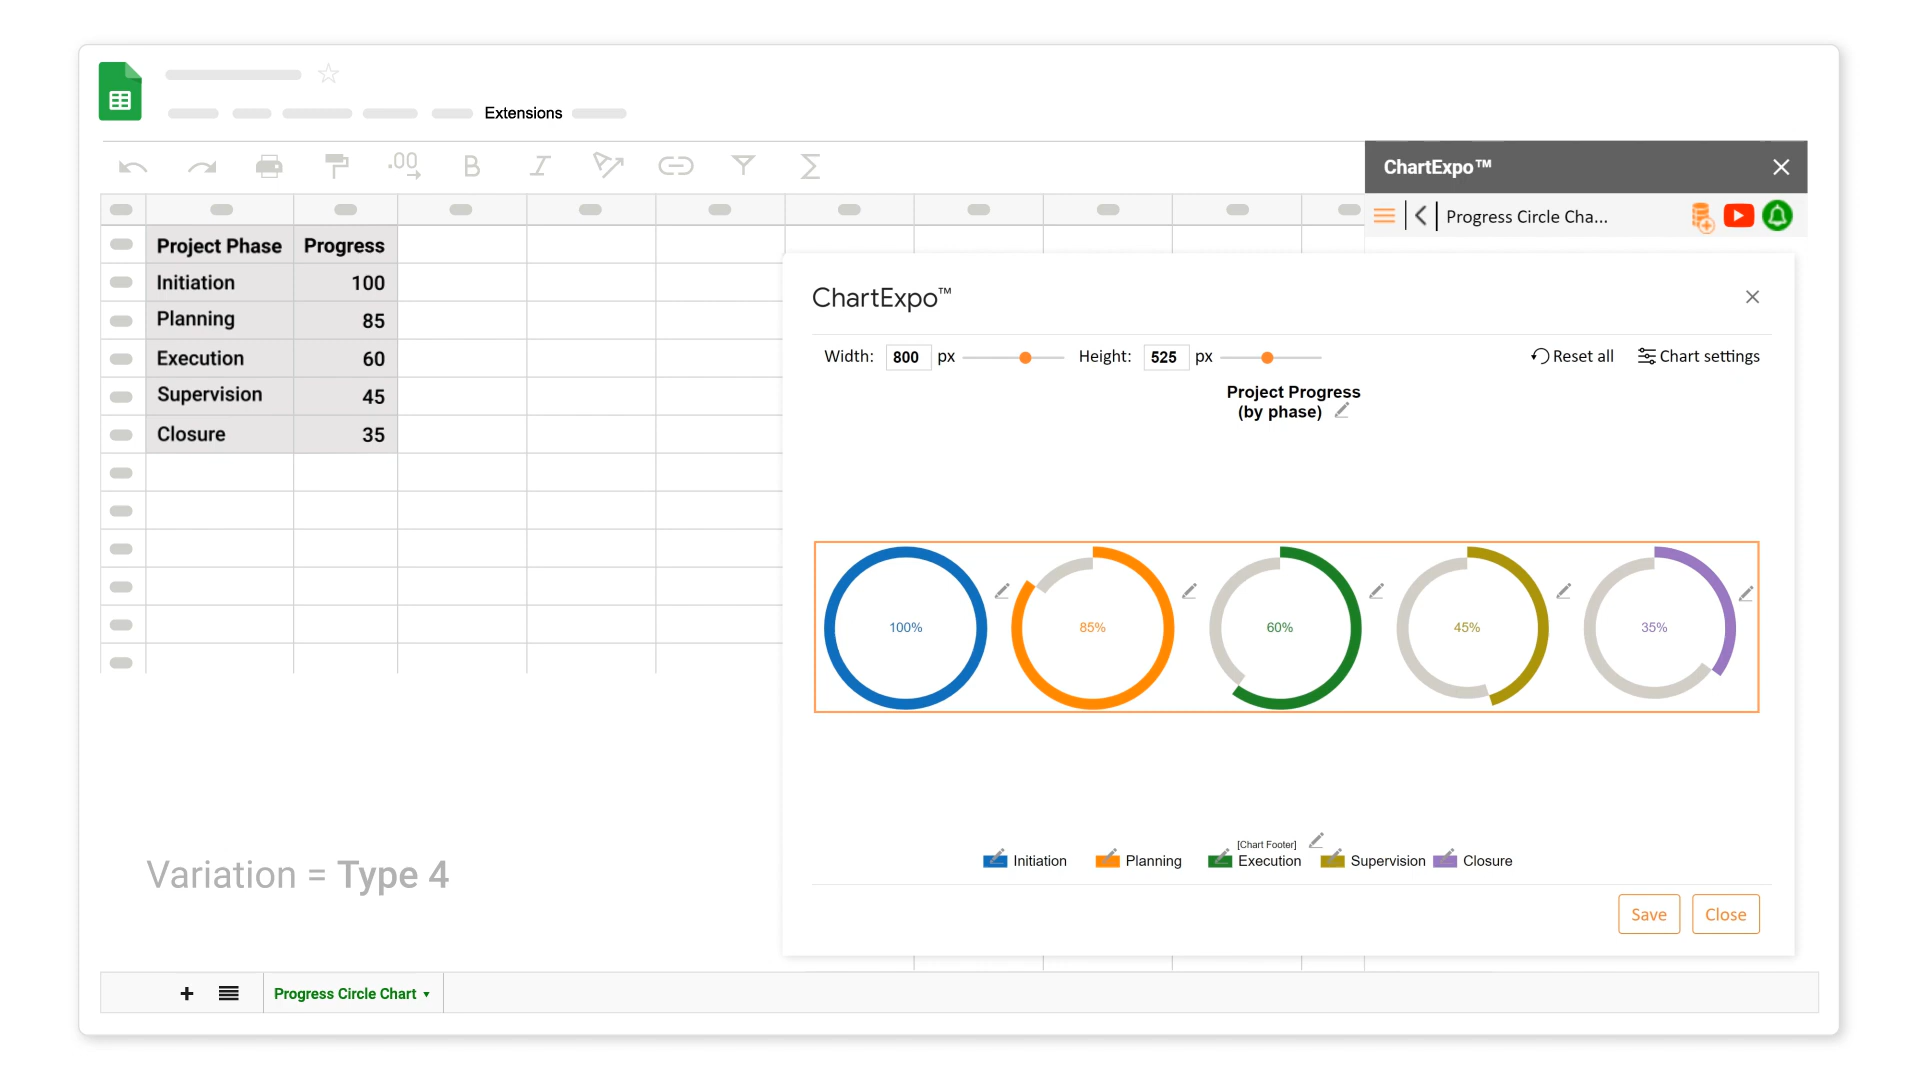 Extensions
.00
B
I
ChartExpo™
Progress Circle Cha...
Project Phase Progress
Initiation 100
Planning 85
Execution 60
Supervision 45
Closure 35
ChartExpo™
Width: 800 px Height: 525 px Reset all Chart settings
Project Progress
(by phase)
100% 85% 60% 45% 35%
[Chart Footer]
Initiation Planning Execution Supervision Closure
Variation = Type 4
Save Close
Progress Circle Chart